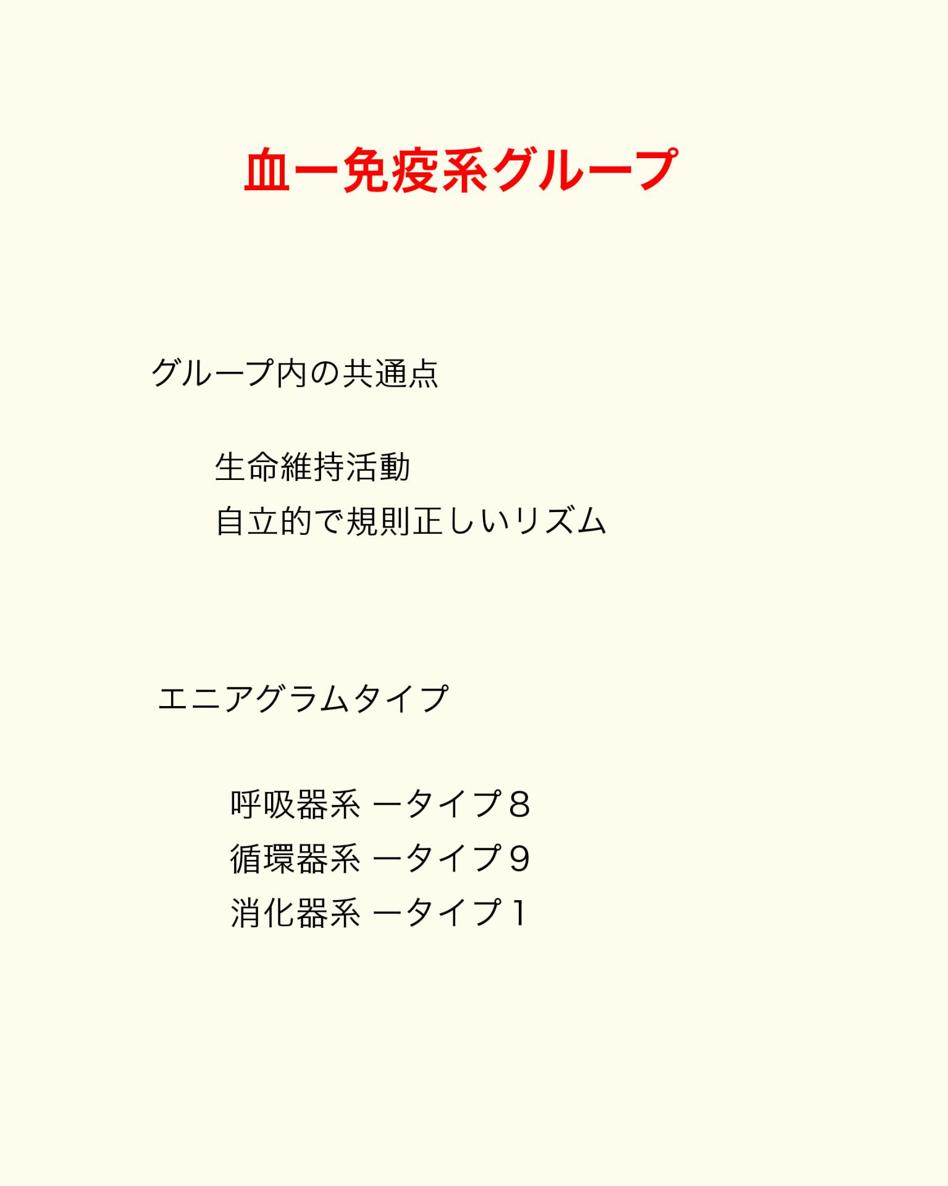 血ー免疫系グループ
グループ内の共通点
生命維持活動
自立的で規則正しいリズム
エニアグラムタイプ
呼吸器系 ータイプ８
循環器系 ータイプ９
消化器系 ータイプ１